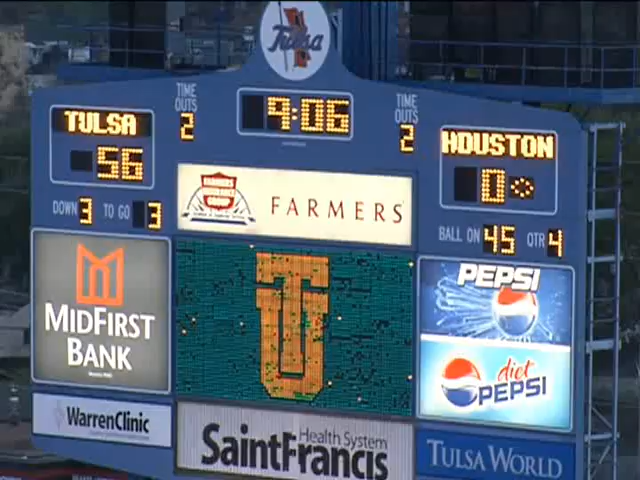 Tulsa
TIME OUTS 2
9:06
TIME OUTS 2
TULSA
56
HOUSTON
0
DOWN 3 TO GO 3
FARMERS
BALL ON 45 QTR 4
MIDFIRST
BANK
TU
PEPSI
diet
PEPSI
WarrenClinic
Health System
SaintFrancis
TULSA WORLD